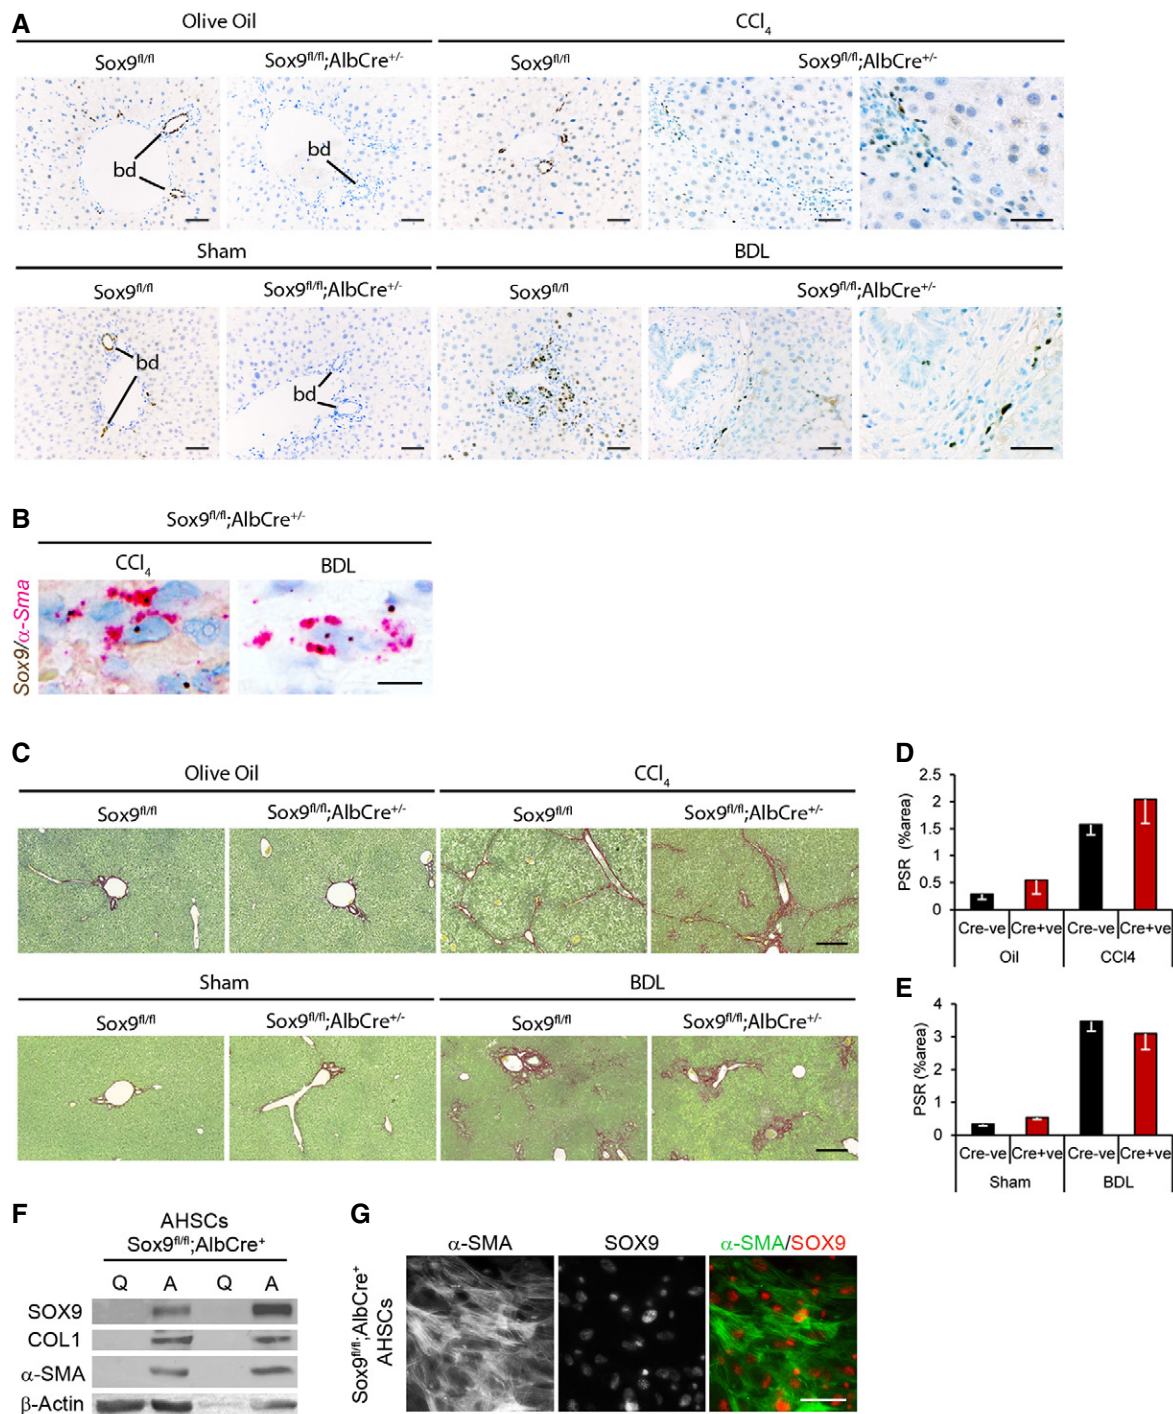 A
Olive Oil
CCl4
Sox9fl/fl
Sox9fl/fl;AlbCre+/-
Sox9fl/fl
Sox9fl/fl;AlbCre+/-
bd
bd
Sham
BDL
Sox9fl/fl
Sox9fl/fl;AlbCre+/-
Sox9fl/fl
Sox9fl/fl;AlbCre+/-
bd
bd
B
Sox9fl/fl;AlbCre+/-
CCl4
BDL
Sox9/α-Sma
C
Olive Oil
CCl4
Sox9fl/fl
Sox9fl/fl;AlbCre+/-
Sox9fl/fl
Sox9fl/fl;AlbCre+/-
Sham
BDL
Sox9fl/fl
Sox9fl/fl;AlbCre+/-
Sox9fl/fl
Sox9fl/fl;AlbCre+/-
D
PSR (%area)
2.5
2
1.5
1
0.5
0
Cre-ve
Cre+ve
Cre-ve
Cre+ve
Oil
CCl4
E
PSR (%area)
4
3
2
1
0
Cre-ve
Cre+ve
Cre-ve
Cre+ve
Sham
BDL
F
AHSCs
Sox9fl/fl;AlbCre+
Q A Q A
SOX9
COL1
α-SMA
β-Actin
G
α-SMA
SOX9
α-SMA/SOX9
Sox9fl/fl;AlbCre+
AHSCs